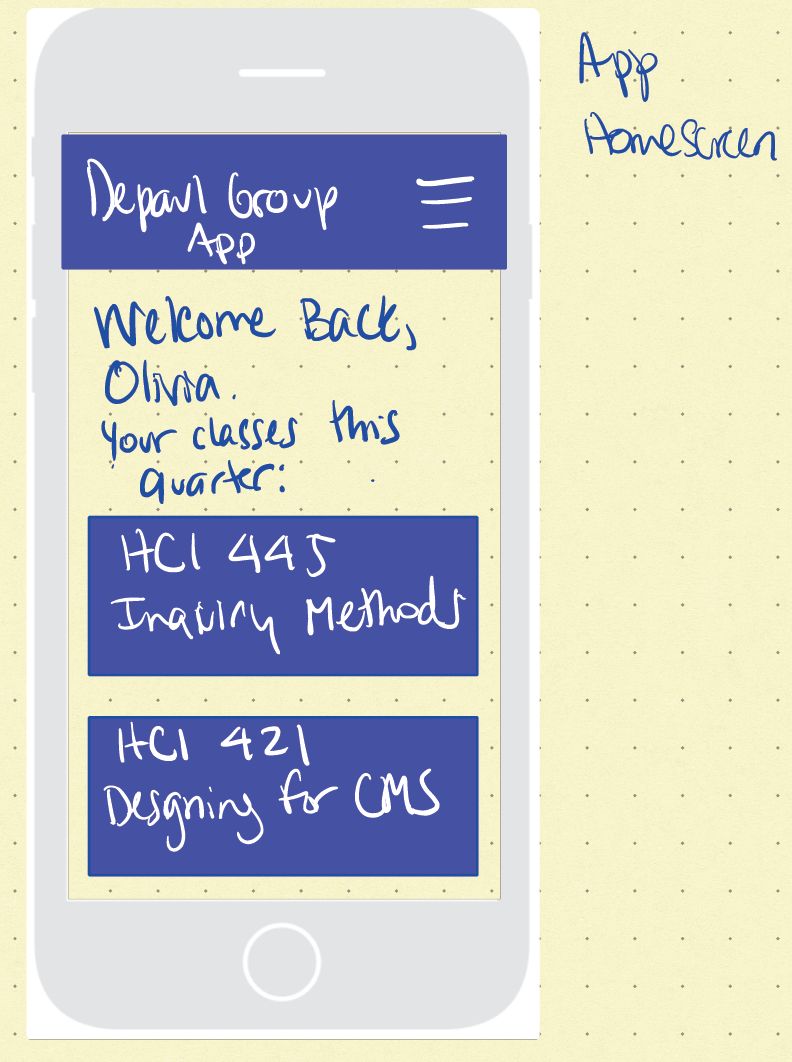 Depaul Group
App
Welcome Back,
Olivia.
Your classes this
quarter:
HCI 445
Inquiry Methods
HCI 421
Designing for CMS
App
Homescreen